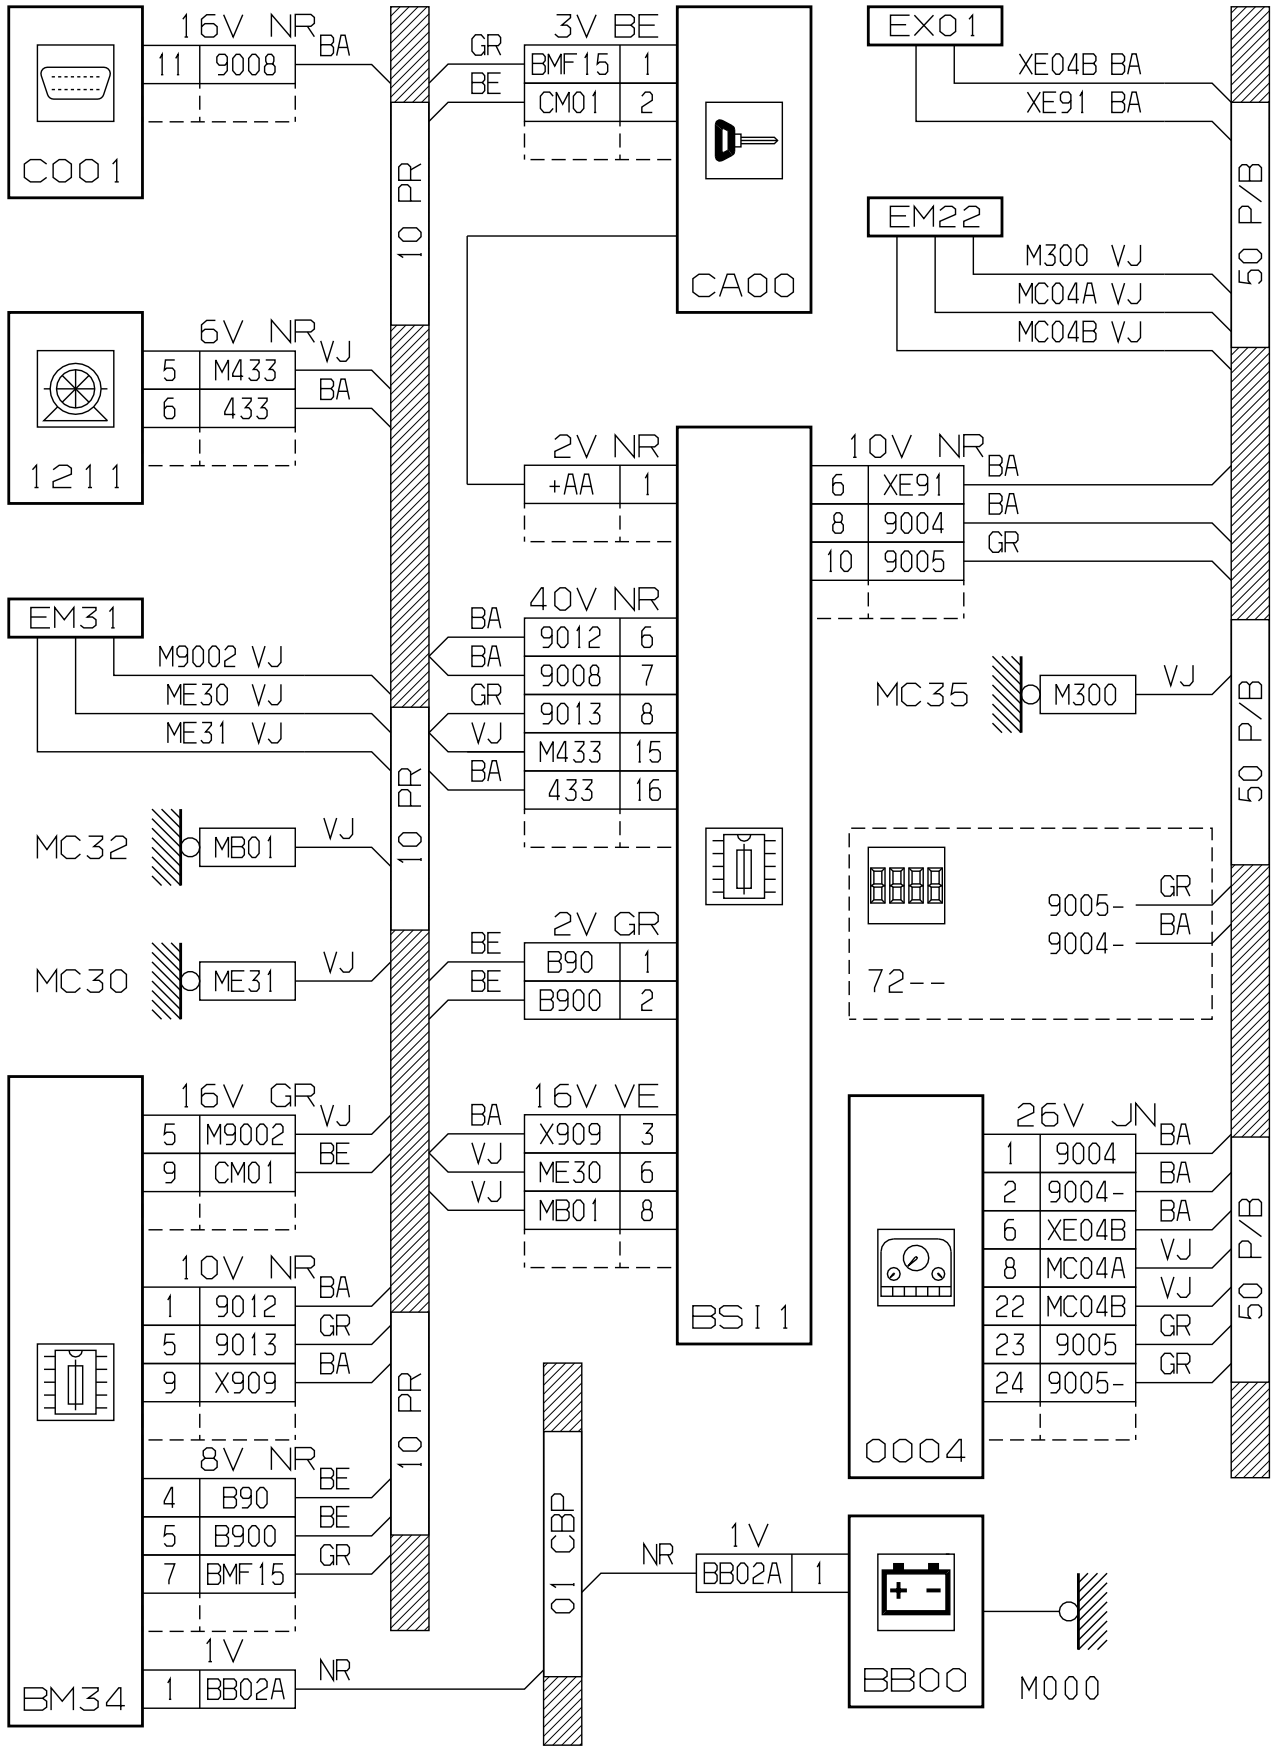 16V NR
11 9008 BA
C001
6V NR
5 M433 VJ
6 433 BA
1211
EM31
M9002 VJ
ME30 VJ
ME31 VJ
MC32 MB01 VJ
MC30 ME31 VJ
16V GR
5 M9002 VJ
9 CM01 BE
10V NR
1 9012 BA
5 9013 GR
9 X909 BA
8V NR
4 B90 BE
5 B900 BE
7 BMF15 GR
1V
1 BB02A NR
BM34
10 PR
10 PR
10 PR
3V BE
GR BMF15 1
BE CM01 2
CA00
2V NR
+AA 1
40V NR
BA 9012 6
BA 9008 7
GR 9013 8
VJ M433 15
BA 433 16
2V GR
BE B90 1
BE B900 2
16V VE
BA X909 3
VJ ME30 6
VJ MB01 8
BSI1
10V NR
6 XE91 BA
8 9004 BA
10 9005 GR
EX01
XE04B BA
XE91 BA
EM22
M300 VJ
MC04A VJ
MC04B VJ
MC35 M300 VJ
9005- GR
9004- BA
72--
26V JN
1 9004 BA
2 9004- BA
6 XE04B BA
8 MC04A VJ
22 MC04B VJ
23 9005 GR
24 9005- GR
0004
50 P/B
50 P/B
50 P/B
01 CBP
1V
NR BB02A 1
+ -
BB00
M000